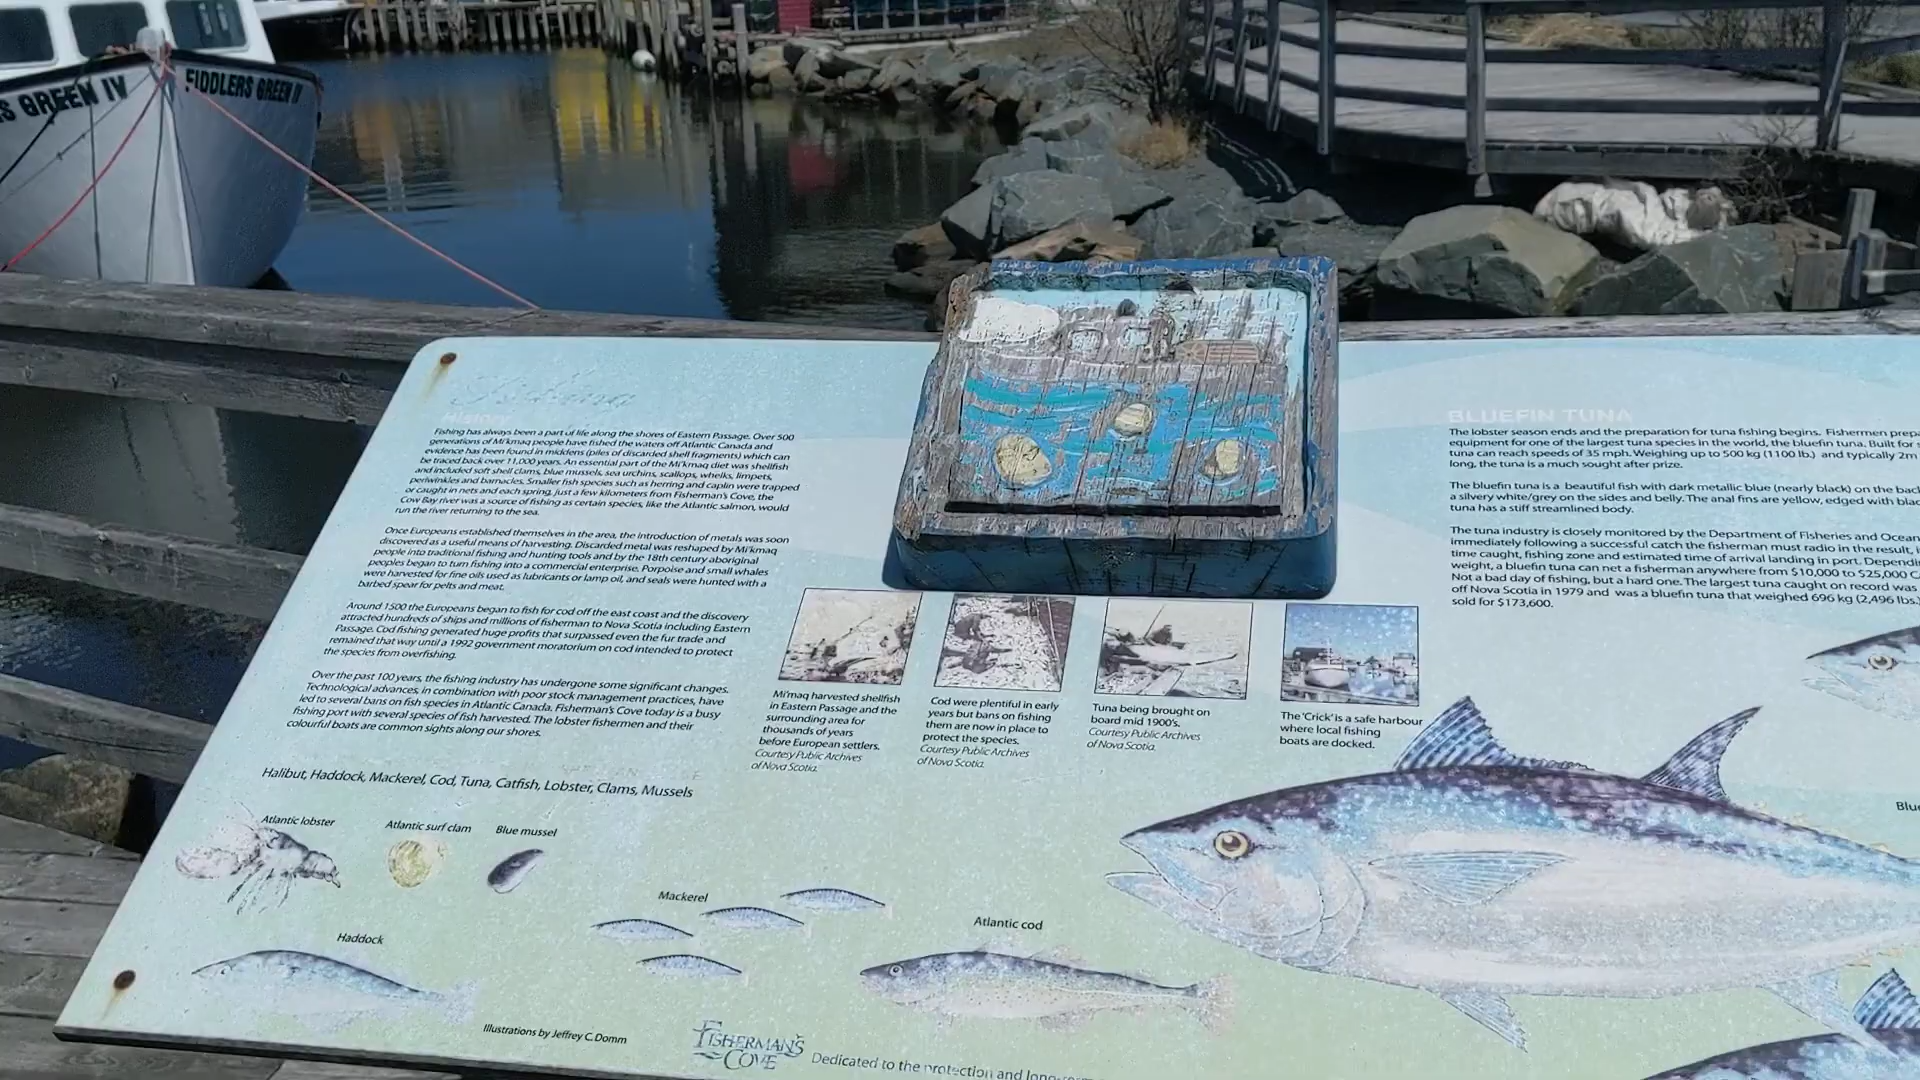 S GREEN IV
FIDDLERS GREEN IV
Fishing
History
Fishing has always been a part of life along the shores of Eastern Passage. Over 500
generations of Mi'kmaq people have fished the waters off Atlantic Canada and
evidence has been found in middens (piles of discarded shell fragments) which can
be traced back over 11,000 years. An essential part of the Mi'kmaq diet was shellfish
and included soft shell clams, blue mussels, sea urchins, scallops, whelks, limpets,
periwinkles and barnacles. Smaller fish species such as herring and caplin were trapped
or caught in nets and each spring, just a few kilometers from Fisherman's Cove, the
Cow Bay river was a source of fishing as certain species, like the Atlantic salmon, would
run the river returning to the sea.
Once Europeans established themselves in the area, the introduction of metals was soon
discovered as a useful means of harvesting. Discarded metal was reshaped by Mi'kmaq
people into traditional fishing and hunting tools and by the 18th century aboriginal
peoples began to turn fishing into a commercial enterprise. Porpoise and small whales
were harvested for fine oils used as lubricants or lamp oil, and seals were hunted with a
barbed spear for pelts and meat.
Around 1500 the Europeans began to fish for cod off the east coast and the discovery
attracted hundreds of ships and millions of fisherman to Nova Scotia including Eastern
Passage. Cod fishing generated huge profits that surpassed even the fur trade and
remained that way until a 1992 government moratorium on cod intended to protect
the species from overfishing.
Over the past 100 years, the fishing industry has undergone some significant changes.
Technological advances, in combination with poor stock management practices, have
led to several bans on fish species in Atlantic Canada. Fisherman's Cove today is a busy
fishing port with several species of fish harvested. The lobster fishermen and their
colourful boats are common sights along our shores.
Halibut, Haddock, Mackerel, Cod, Tuna, Catfish, Lobster, Clams, Mussels
Atlantic lobster
Atlantic surf clam
Blue mussel
Haddock
Mackerel
Atlantic cod
Mi'maq harvested shellfish
in Eastern Passage and the
surrounding area for
thousands of years
before European settlers.
Courtesy Public Archives
of Nova Scotia.
Cod were plentiful in early
years but bans on fishing
them are now in place to
protect the species.
Courtesy Public Archives
of Nova Scotia.
Tuna being brought on
board mid 1900's.
Courtesy Public Archives
of Nova Scotia.
The 'Crick' is a safe harbour
where local fishing
boats are docked.
BLUEFIN TUNA
The lobster season ends and the preparation for tuna fishing begins. Fishermen prep
equipment for one of the largest tuna species in the world, the bluefin tuna. Built for
tuna can reach speeds of 35 mph. Weighing up to 500 kg (1100 lb.) and typically 2m
long, the tuna is a much sought after prize.
The bluefin tuna is a beautiful fish with dark metallic blue (nearly black) on the bac
a silvery white/grey on the sides and belly. The anal fins are yellow, edged with bla
tuna has a stiff streamlined body.
The tuna industry is closely monitored by the Department of Fisheries and Ocean
immediately following a successful catch the fisherman must radio in the result, i
time caught, fishing zone and estimated time of arrival landing in port. Dependi
weight, a bluefin tuna can net a fisherman anywhere from $10,000 to $25,000 C
Not a bad day of fishing, but a hard one. The largest tuna caught on record was
off Nova Scotia in 1979 and was a bluefin tuna that weighed 696 kg (2,496 lbs.)
sold for $173,600.
Blue
Illustrations by Jeffrey C. Domm
FISHERMAN'S
COVE
Dedicated to the protection and long